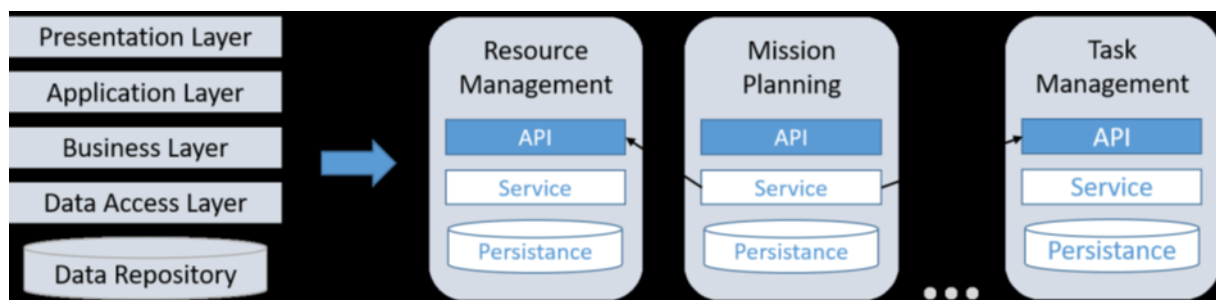 Presentation Layer
Application Layer
Business Layer
Data Access Layer
Data Repository
Resource
Management
API
Service
Persistance
Mission
Planning
API
Service
Persistance
Task
Management
API
Service
Persistance